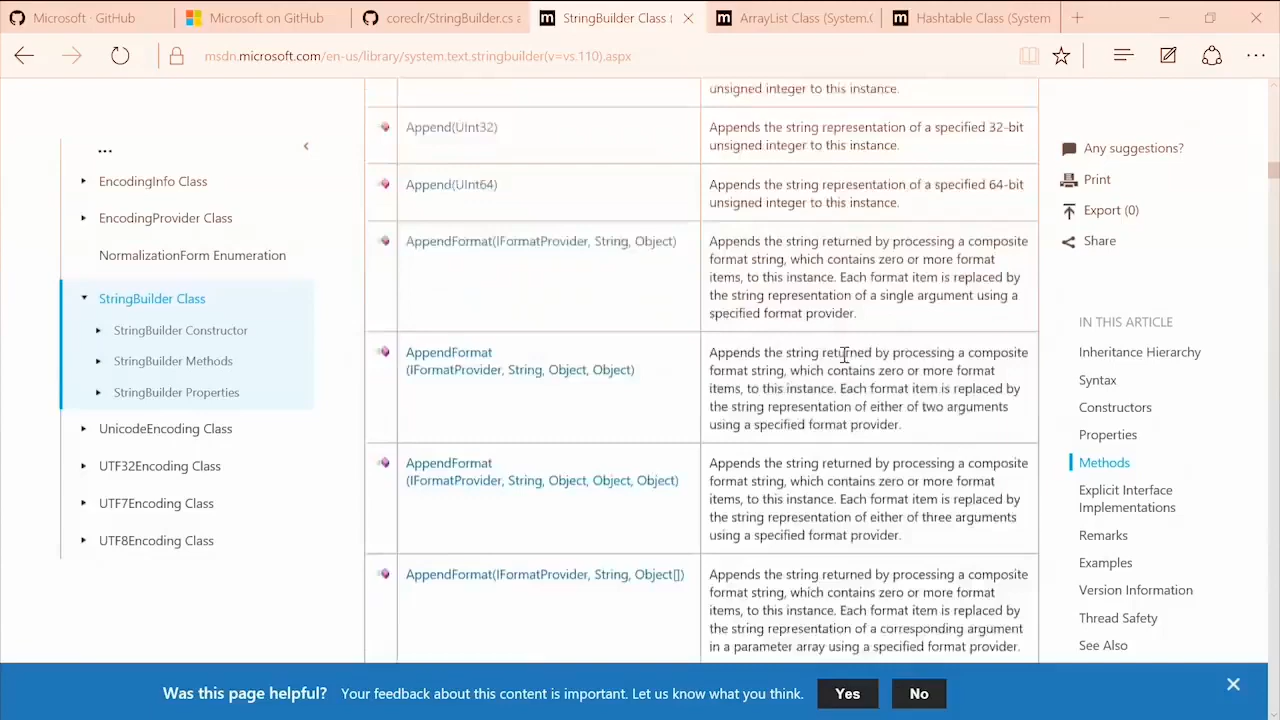 Microsoft · GitHub
Microsoft on GitHub
coreclr/StringBuilder.cs a
StringBuilder Class (
ArrayList Class (System.C
Hashtable Class (System
msdn.microsoft.com/en-us/library/system.text.stringbuilder(v=vs.110).aspx
...
EncodingInfo Class
EncodingProvider Class
NormalizationForm Enumeration
StringBuilder Class
StringBuilder Constructor
StringBuilder Methods
StringBuilder Properties
UnicodeEncoding Class
UTF32Encoding Class
UTF7Encoding Class
UTF8Encoding Class
unsigned integer to this instance.
Append(UInt32)
Appends the string representation of a specified 32-bit
unsigned integer to this instance.
Append(UInt64)
Appends the string representation of a specified 64-bit
unsigned integer to this instance.
AppendFormat(IFormatProvider, String, Object)
Appends the string returned by processing a composite
format string, which contains zero or more format
items, to this instance. Each format item is replaced by
the string representation of a single argument using a
specified format provider.
AppendFormat
(IFormatProvider, String, Object, Object)
Appends the string returned by processing a composite
format string, which contains zero or more format
items, to this instance. Each format item is replaced by
the string representation of either of two arguments
using a specified format provider.
AppendFormat
(IFormatProvider, String, Object, Object, Object)
Appends the string returned by processing a composite
format string, which contains zero or more format
items, to this instance. Each format item is replaced by
the string representation of either of three arguments
using a specified format provider.
AppendFormat(IFormatProvider, String, Object[])
Appends the string returned by processing a composite
format string, which contains zero or more format
items, to this instance. Each format item is replaced by
the string representation of a corresponding argument
in a parameter array using a specified format provider.
Any suggestions?
Print
Export (0)
Share
IN THIS ARTICLE
Inheritance Hierarchy
Syntax
Constructors
Properties
Methods
Explicit Interface
Implementations
Remarks
Examples
Version Information
Thread Safety
See Also
Was this page helpful? Your feedback about this content is important. Let us know what you think. Yes No